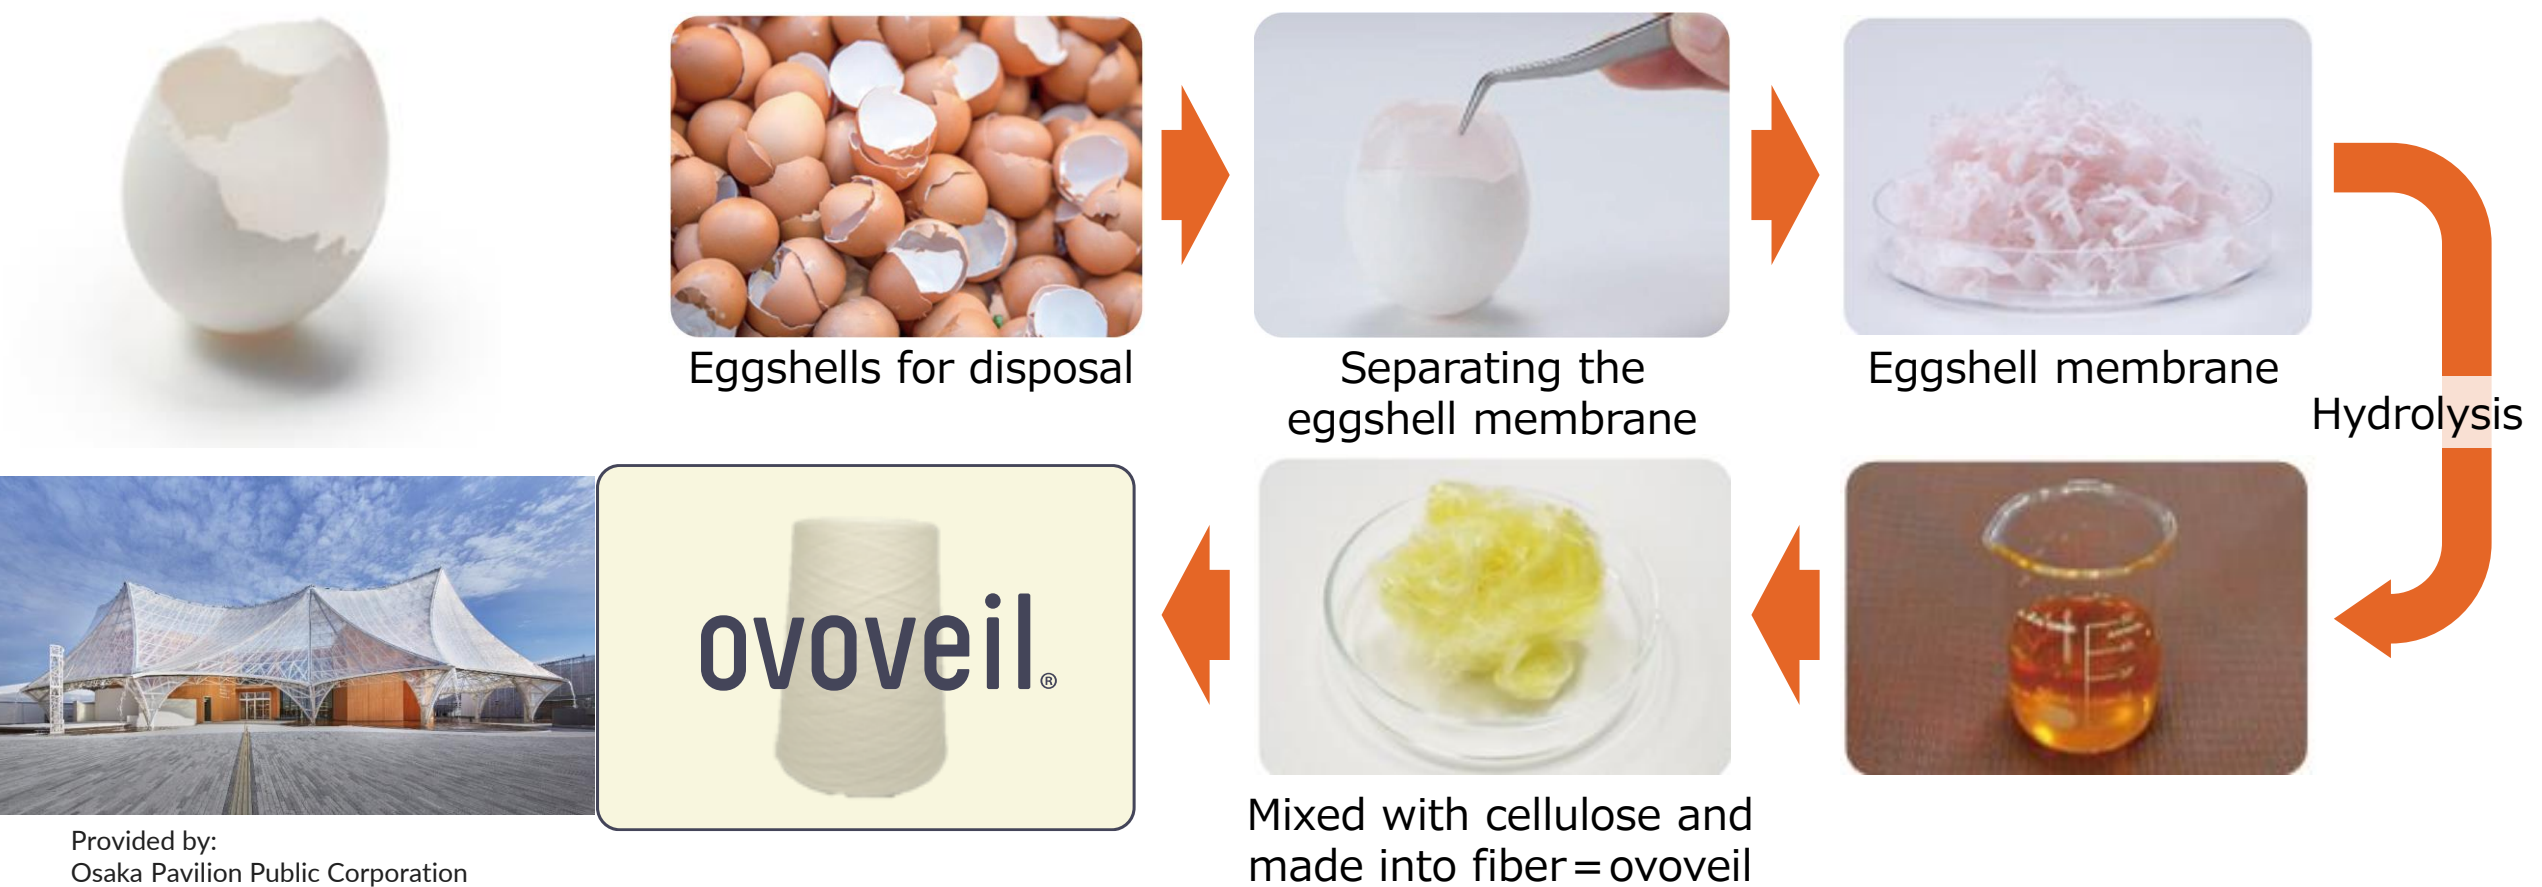 Eggshells for disposal
Separating the
eggshell membrane
Eggshell membrane
Hydrolysis
ovoveil®
Mixed with cellulose and
made into fiber=ovoveil
Provided by:
Osaka Pavilion Public Corporation